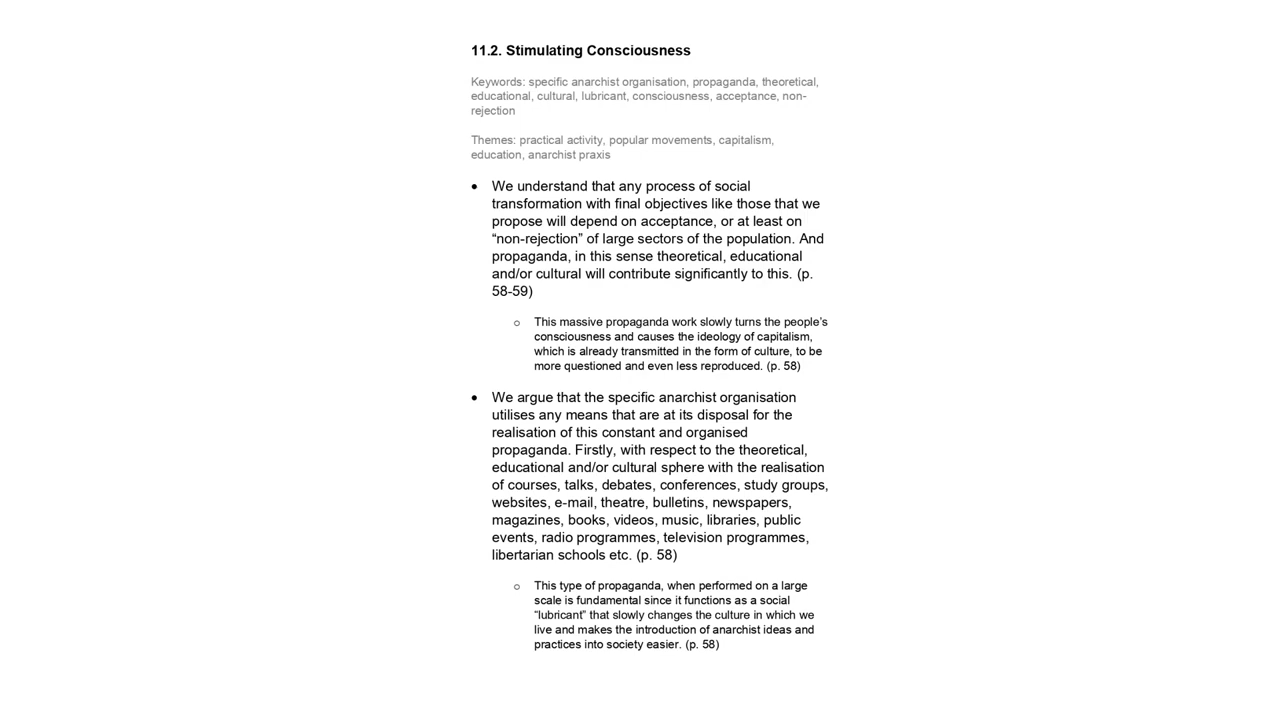 11.2. Stimulating Consciousness
Keywords: specific anarchist organisation, propaganda, theoretical,
educational, cultural, lubricant, consciousness, acceptance, non-
rejection
Themes: practical activity, popular movements, capitalism,
education, anarchist praxis
• We understand that any process of social
transformation with final objectives like those that we
propose will depend on acceptance, or at least on
“non-rejection” of large sectors of the population. And
propaganda, in this sense theoretical, educational
and/or cultural will contribute significantly to this. (p.
58-59)
o This massive propaganda work slowly turns the people’s
consciousness and causes the ideology of capitalism,
which is already transmitted in the form of culture, to be
more questioned and even less reproduced. (p. 58)
• We argue that the specific anarchist organisation
utilises any means that are at its disposal for the
realisation of this constant and organised
propaganda. Firstly, with respect to the theoretical,
educational and/or cultural sphere with the realisation
of courses, talks, debates, conferences, study groups,
websites, e-mail, theatre, bulletins, newspapers,
magazines, books, videos, music, libraries, public
events, radio programmes, television programmes,
libertarian schools etc. (p. 58)
o This type of propaganda, when performed on a large
scale is fundamental since it functions as a social
“lubricant” that slowly changes the culture in which we
live and makes the introduction of anarchist ideas and
practices into society easier. (p. 58)